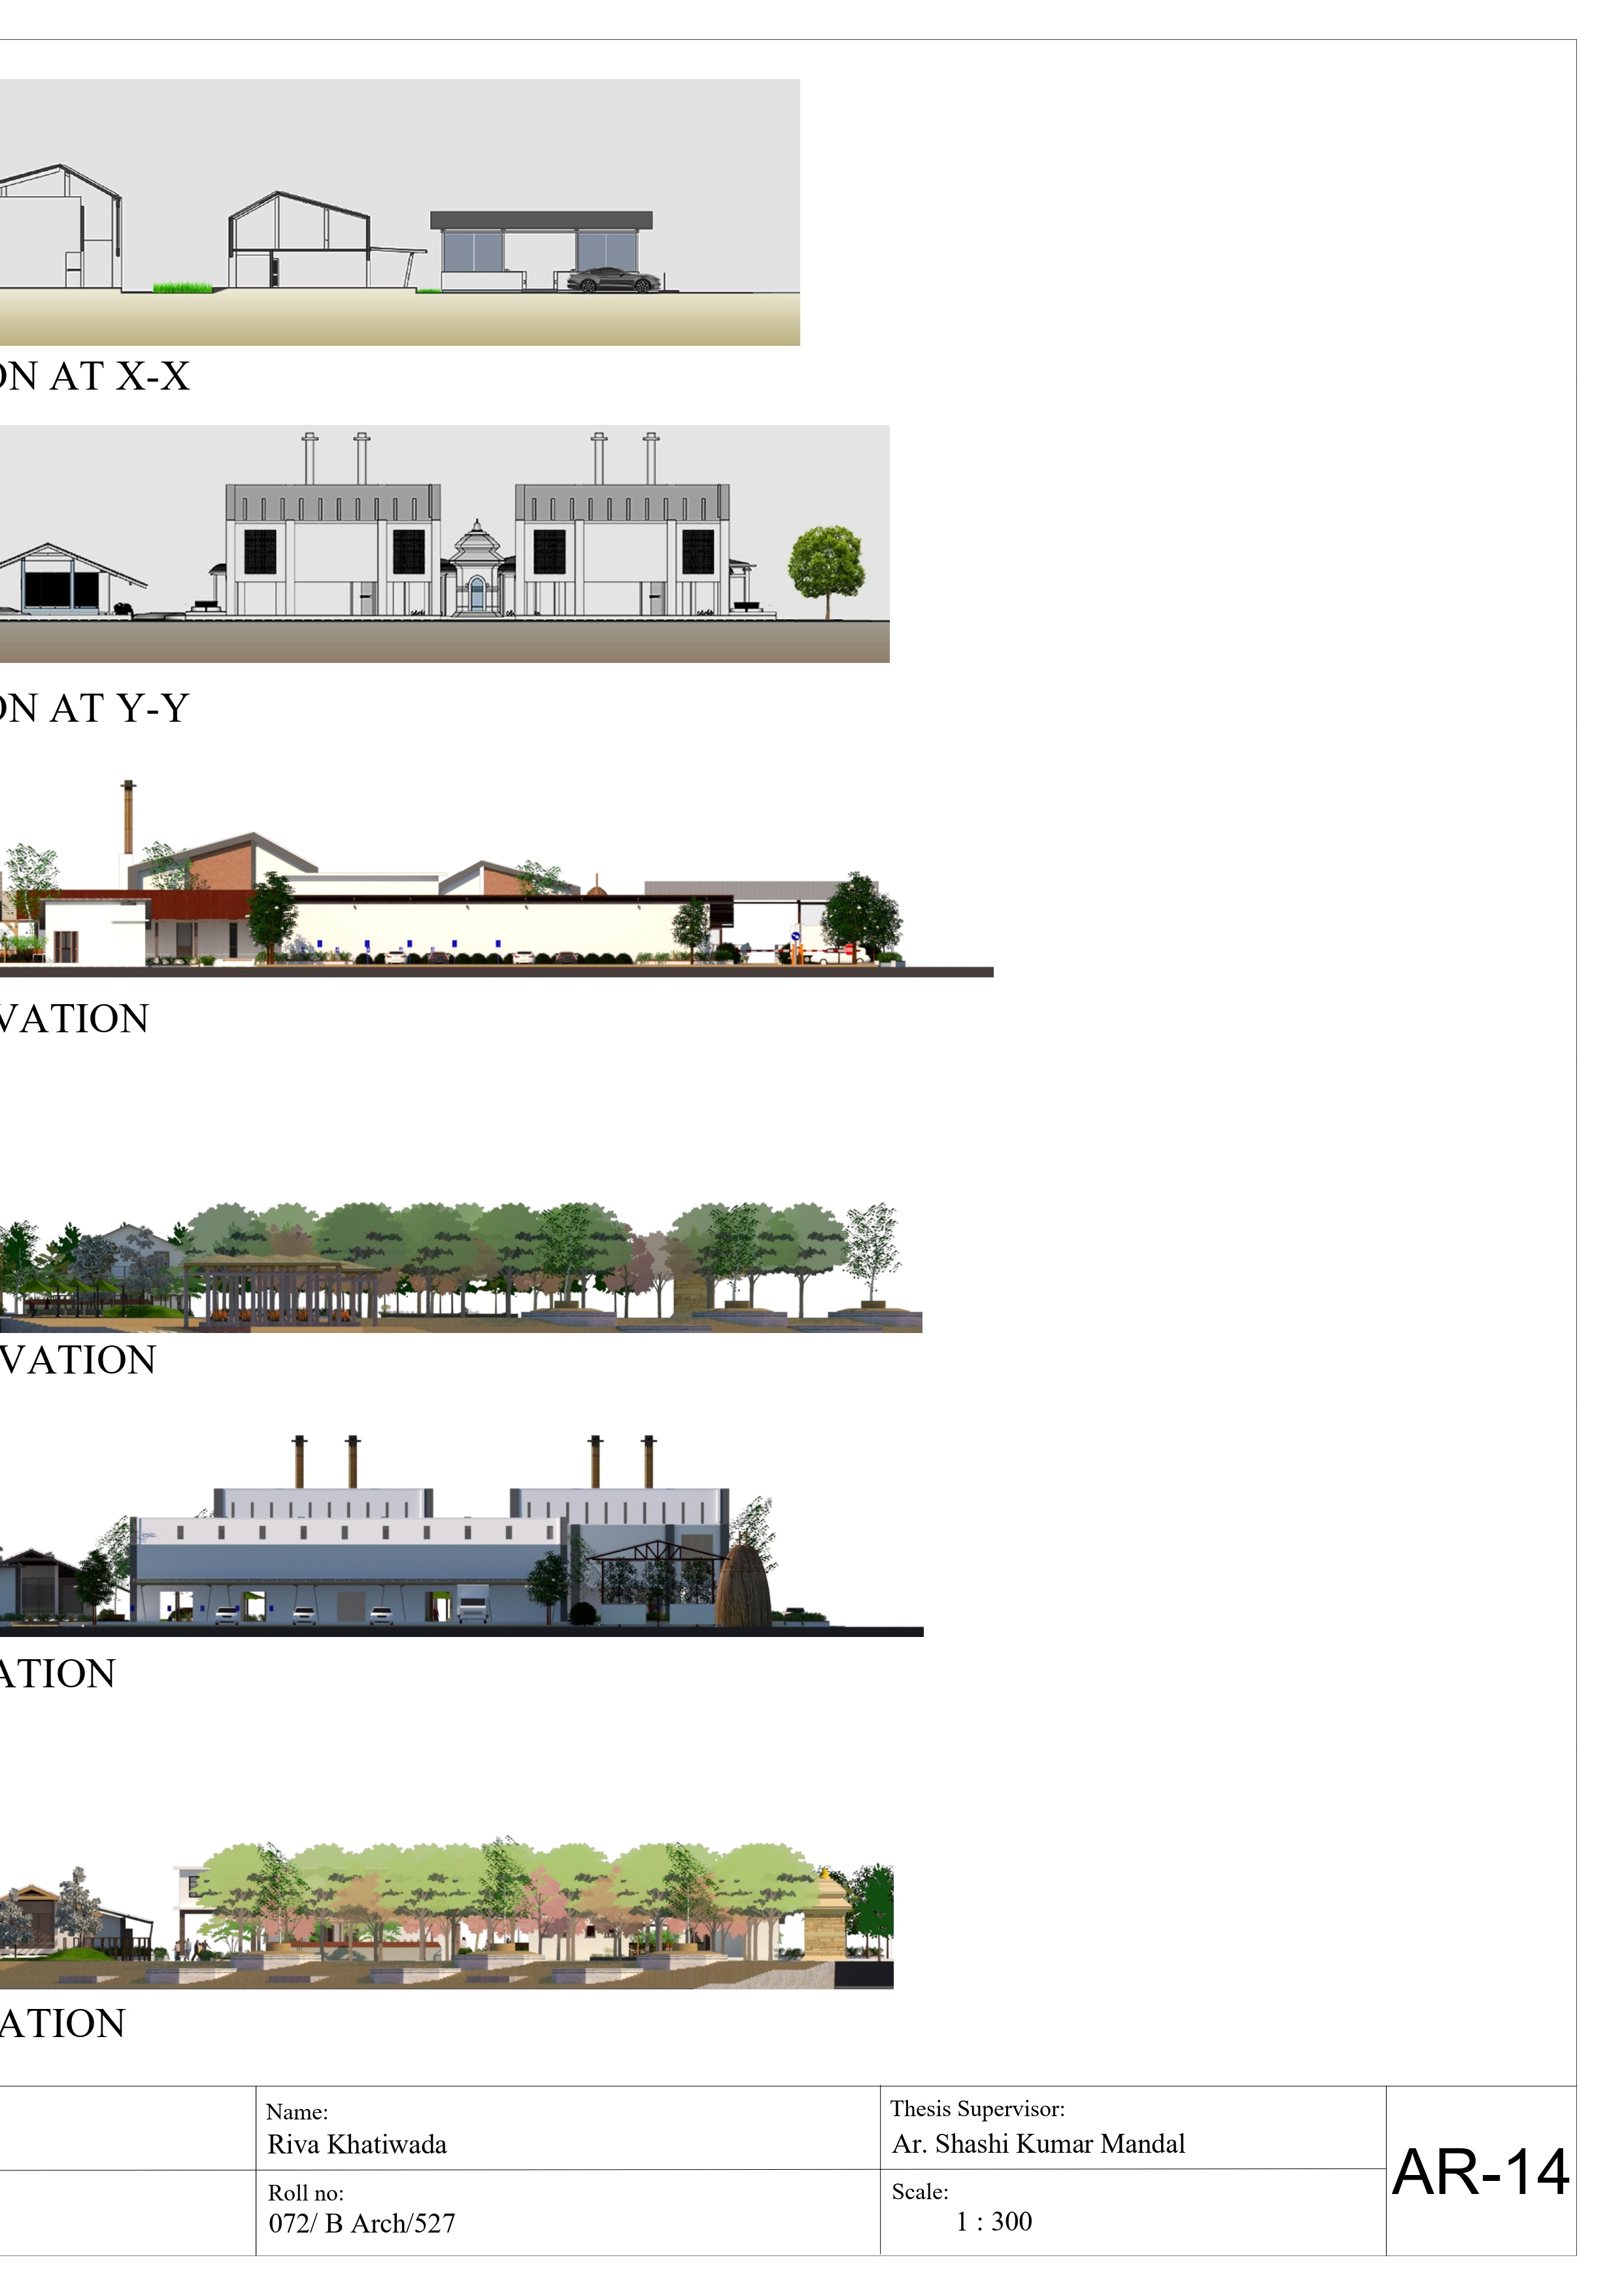 ON AT X-X
ON AT Y-Y
VATION
VATION
ATION
ATION
Name:
Riva Khatiwada
Thesis Supervisor:
Ar. Shashi Kumar Mandal
Roll no:
072/ B Arch/527
Scale:
1 : 300
AR-14